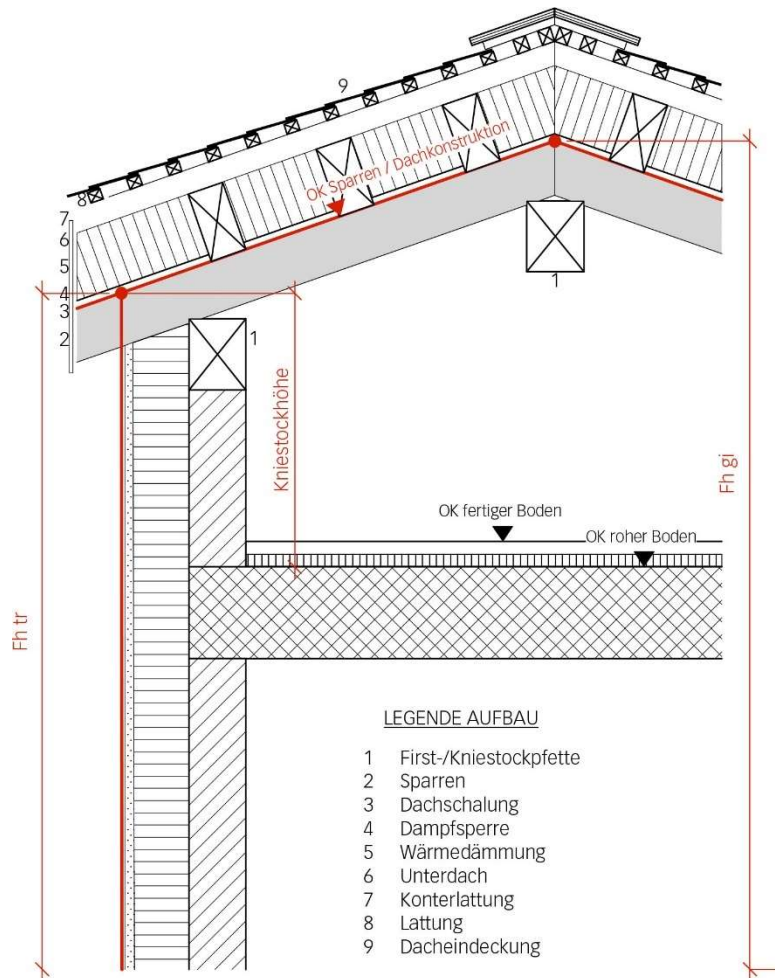 9
OK Sparren / Dachkonstruktion
8
7
6
5
4
3
2
1
1
Kniestockhöhe
Fh gi
OK fertiger Boden
OK roher Boden
Fh tr
LEGENDE AUFBAU
1 First-/Kniestockpfette
2 Sparren
3 Dachschalung
4 Dampfsperre
5 Wärmedämmung
6 Unterdach
7 Konterlattung
8 Lattung
9 Dacheindeckung